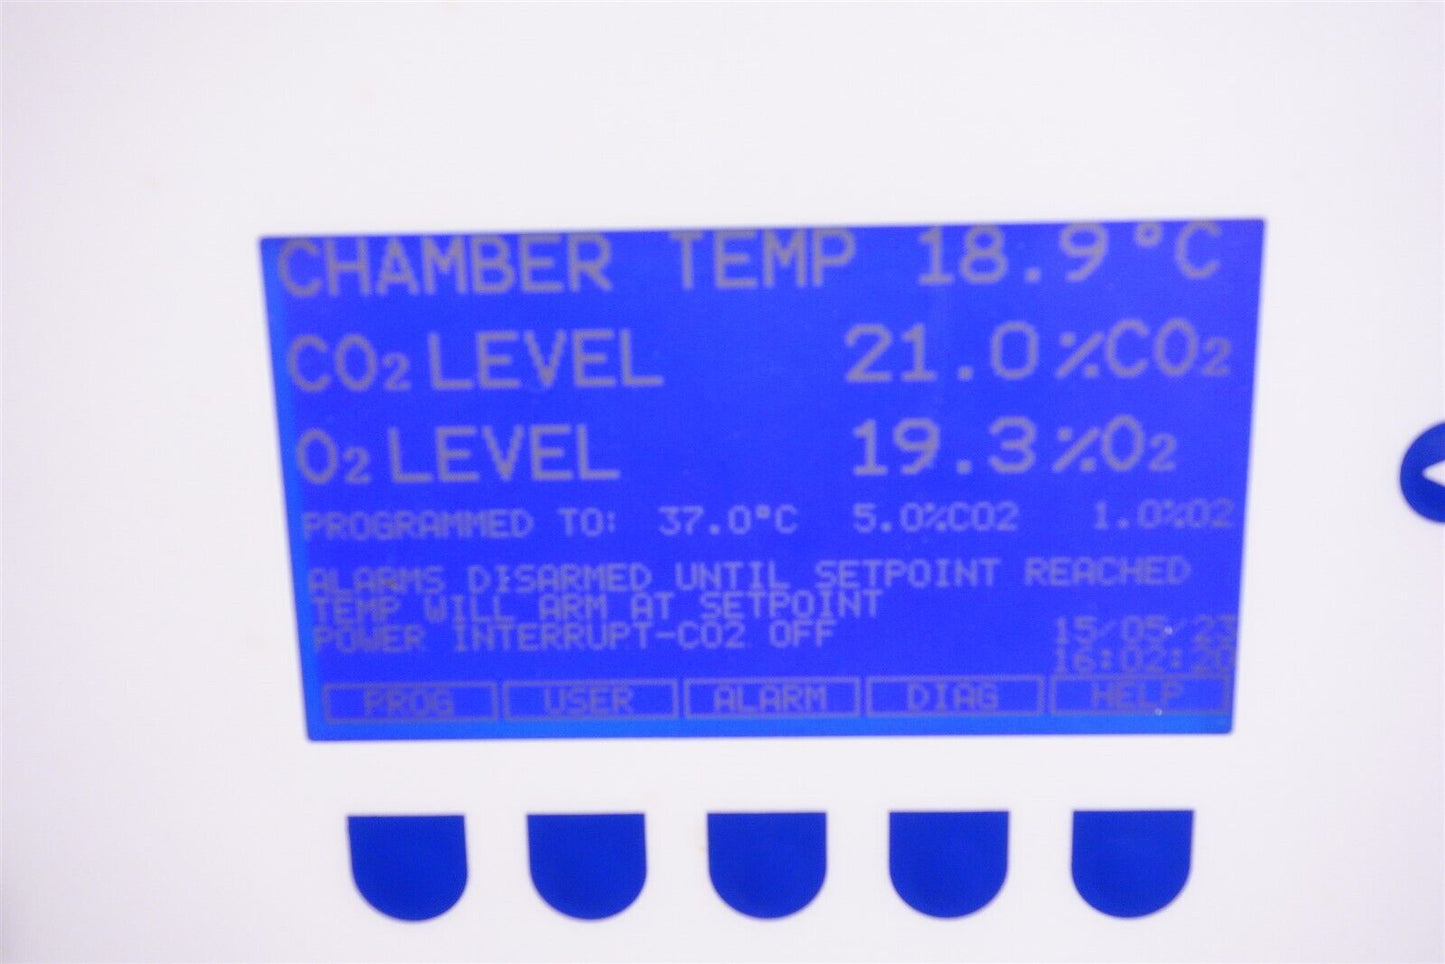 CHAMBER TEMP 18.9°C
CO₂ LEVEL 21.0%CO₂
O₂ LEVEL 19.3%O₂
PROGRAMMED TO: 37.0°C 5.0%CO2 1.0%O2
ALARMS DISARMED UNTIL SETPOINT REACHED
TEMP WILL ARM AT SETPOINT
POWER INTERRUPT-CO2 OFF 15/05/23
16:02:20
PROG USER ALARM DIAG HELP